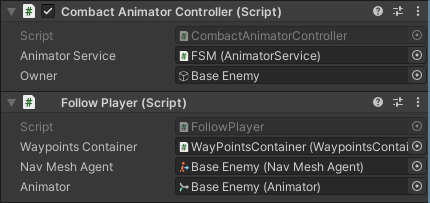 Combact Animator Controller (Script)
Script CombactAnimatorController
Animator Service FSM (AnimatorService)
Owner Base Enemy
Follow Player (Script)
Script FollowPlayer
Waypoints Container WayPointsContainer (WaypointsContai
Nav Mesh Agent Base Enemy (Nav Mesh Agent)
Animator Base Enemy (Animator)